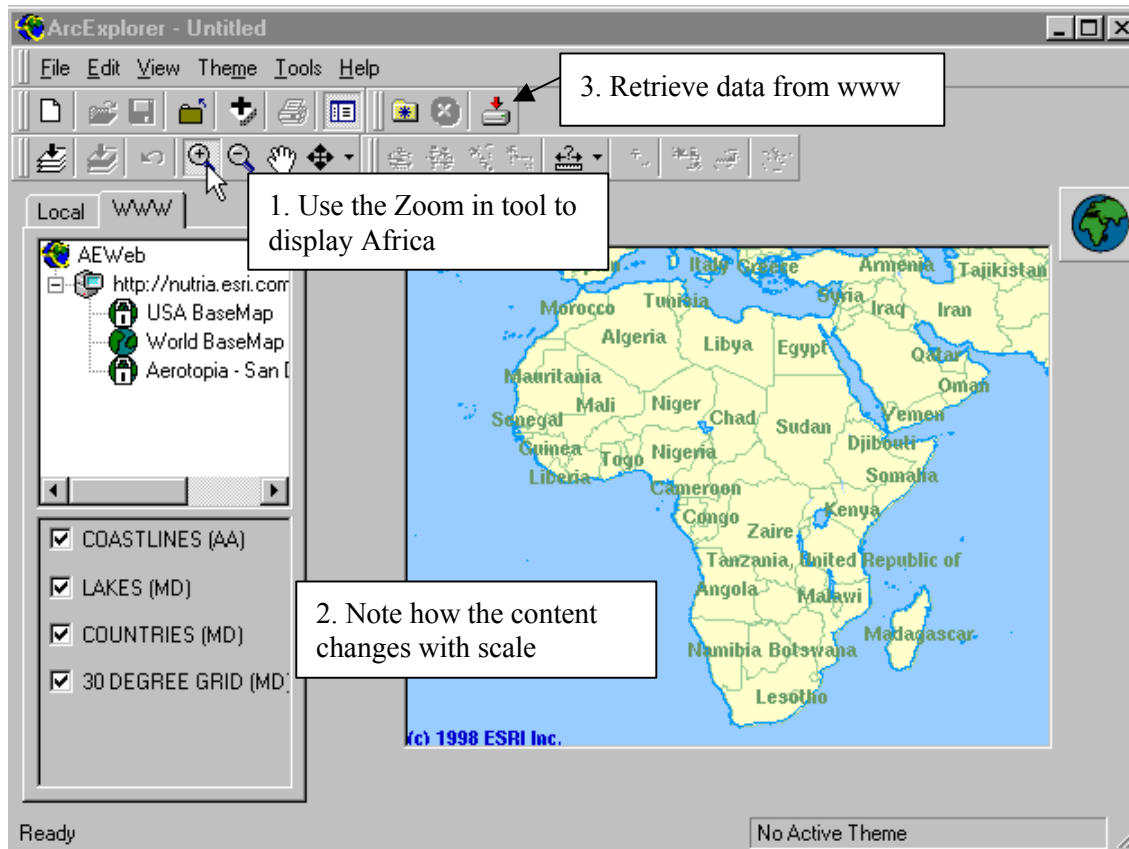 ArcExplorer - Untitled
File Edit View Theme Tools Help
3. Retrieve data from www
1. Use the Zoom in tool to
display Africa
Local WWW
AEWeb
http://nutria.esri.com
USA BaseMap
World BaseMap
Aerotopia - San D
COASTLINES (AA)
LAKES (MD)
COUNTRIES (MD)
30 DEGREE GRID (MD)
2. Note how the content
changes with scale
Italy Greece Armenia Tajikistan
Morocco Tunisia Syria Iraq Iran
Algeria Libya Egypt Qatar
Mauritania Oman
Mali Niger Chad Sudan Yemen
Senegal Djibouti
Guinea Togo Nigeria Somalia
Liberia Cameroon
Congo Zaire Kenya
Tanzania, United Republic of
Angola Malawi
Madagascar
Namibia Botswana
Lesotho
(c) 1998 ESRI Inc.
Ready
No Active Theme